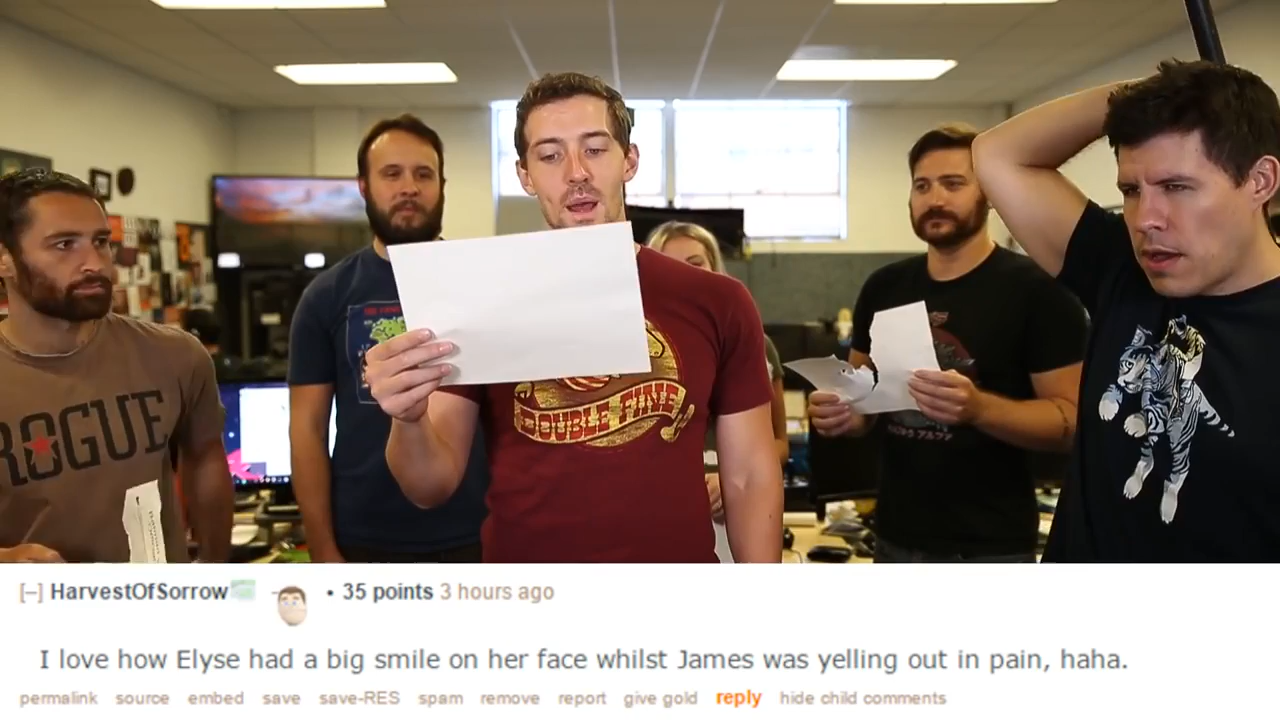 ROGUE
DOUBLE FINE
[–] HarvestOfSorrow • 35 points 3 hours ago
I love how Elyse had a big smile on her face whilst James was yelling out in pain, haha.
permalink source embed save save-RES spam remove report give gold reply hide child comments